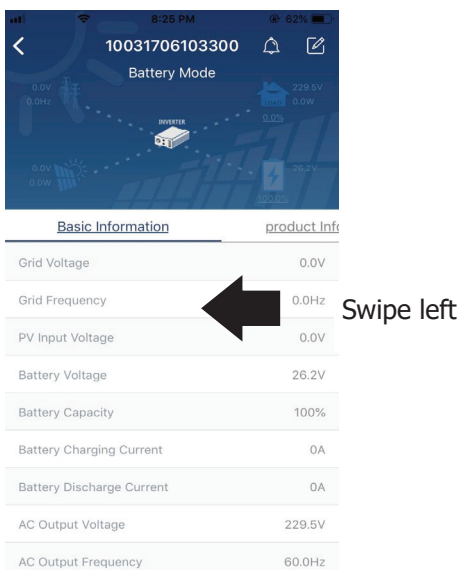 8:25 PM 62%
10031706103300
Battery Mode
0.0V 229.5V
0.0Hz LOAD 0.0W
0.0%
INVERTER
0.0V 26.2V
0.0W
100.0%
Basic Information product Info
Grid Voltage 0.0V
Grid Frequency 0.0Hz
Swipe left
PV Input Voltage 0.0V
Battery Voltage 26.2V
Battery Capacity 100%
Battery Charging Current 0A
Battery Discharge Current 0A
AC Output Voltage 229.5V
AC Output Frequency 60.0Hz